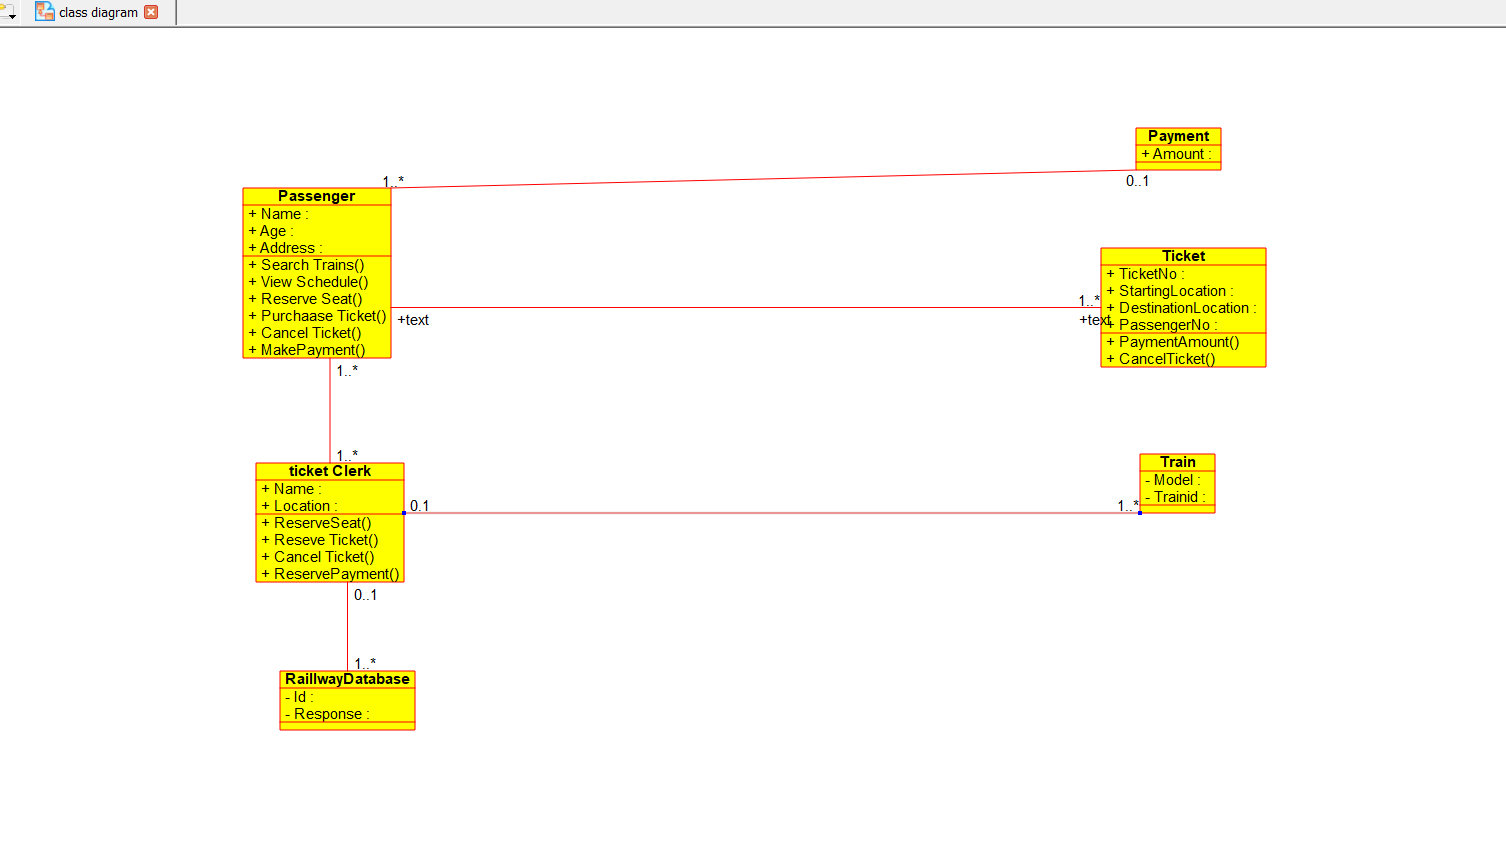 class diagram
Payment
+ Amount :
0..1
1..*
Passenger
+ Name :
+ Age :
+ Address :
+ Search Trains()
+ View Schedule()
+ Reserve Seat()
+ Purchaase Ticket()
+ Cancel Ticket()
+ MakePayment()
+text
1..*
+text
Ticket
+ TicketNo :
+ StartingLocation :
+ DestinationLocation :
+ PassengerNo :
+ PaymentAmount()
+ CancelTicket()
1..*
1..*
ticket Clerk
+ Name :
+ Location :
+ ReserveSeat()
+ Reseve Ticket()
+ Cancel Ticket()
+ ReservePayment()
0.1
1..*
Train
- Model :
- Trainid :
0..1
1..*
RaillwayDatabase
- Id :
- Response :